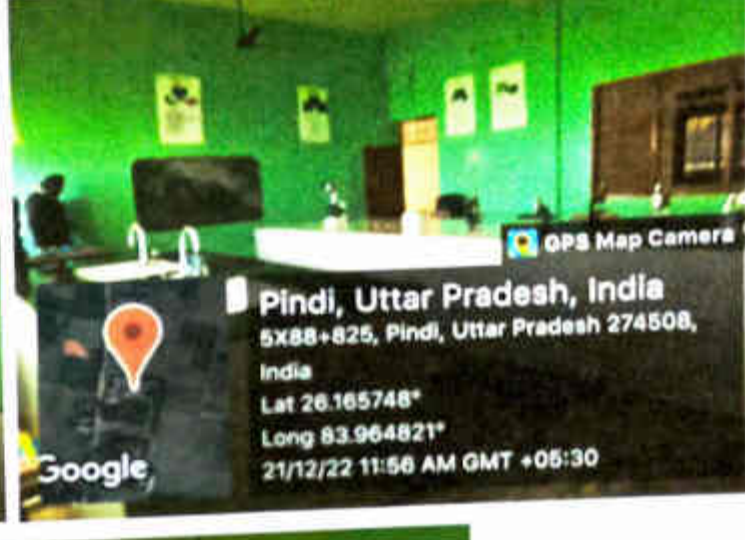 GPS Map Camera
Pindi, Uttar Pradesh, India
5X88+825, Pindi, Uttar Pradesh 274508,
India
Lat 26.165748°
Long 83.964821°
21/12/22 11:56 AM GMT +05:30
Google